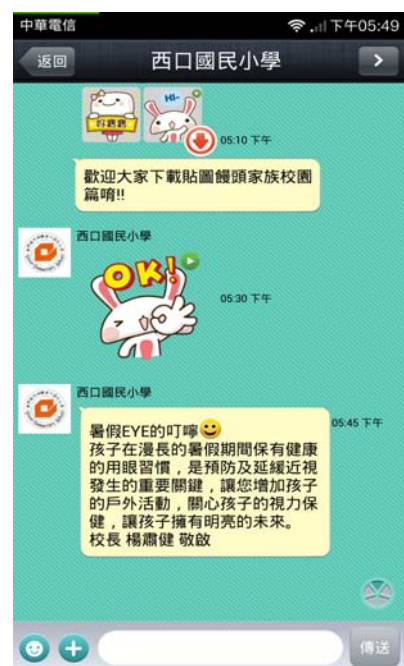 中華電信 下午05:49
返回 西口國民小學
好寶寶 HI~
05:10 下午
歡迎大家下載貼圖饅頭家族校園
篇唷!!
西口國民小學
OK!
05:30 下午
西口國民小學
暑假EYE的叮嚀
05:45 下午
孩子在漫長的暑假期間保有健康
的用眼習慣，是預防及延緩近視
發生的重要關鍵，讓您增加孩子
的戶外活動，關心孩子的視力保
健，讓孩子擁有明亮的未來。
校長 楊肅健 敬啟
傳送